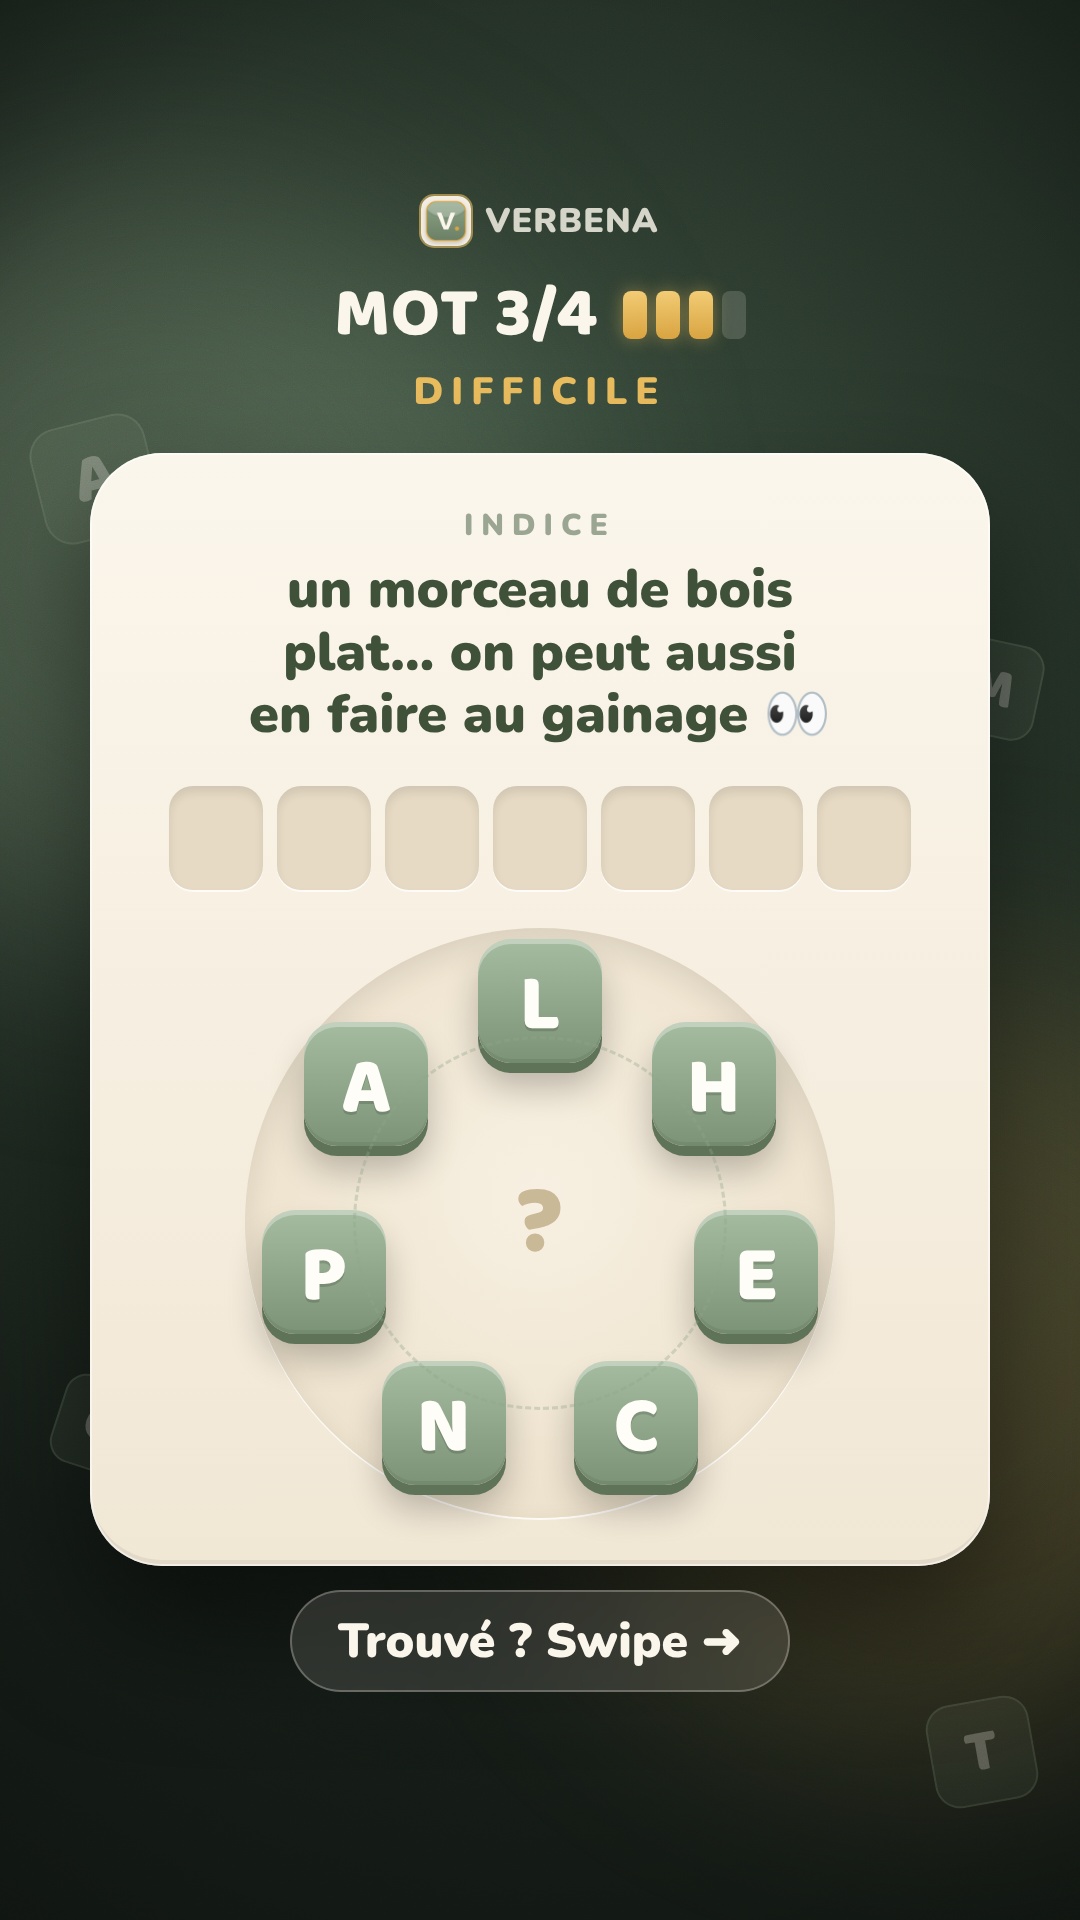 V.
VERBENA
MOT 3/4
DIFFICILE
A
INDICE
un morceau de bois
plat... on peut aussi
en faire au gainage 👀
M
L
A
H
?
P
E
N
C
Trouvé ? Swipe ➜
T